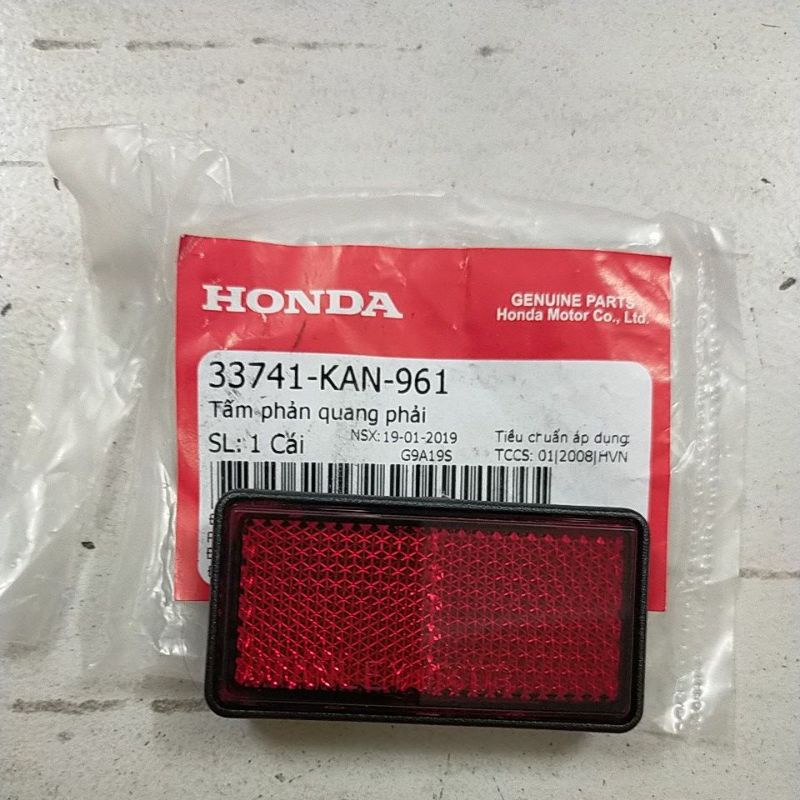 HONDA
GENUINE PARTS
Honda Motor Co., Ltd.
33741-KAN-961
Tấm phản quang phải
SL: 1 Cái
NSX: 19-01-2019
G9A19S
Tiêu chuẩn áp dụng:
TCCS: 01|2008|HVN